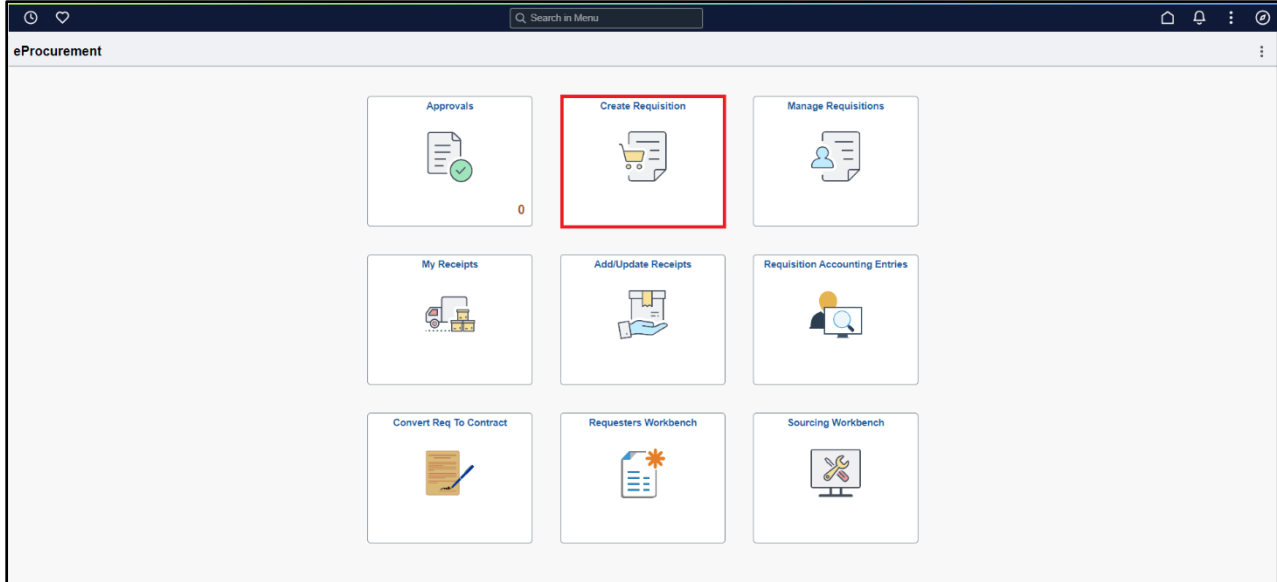 Search in Menu
eProcurement
Approvals
Create Requisition
Manage Requisitions
0
My Receipts
Add/Update Receipts
Requisition Accounting Entries
Convert Req To Contract
Requesters Workbench
Sourcing Workbench